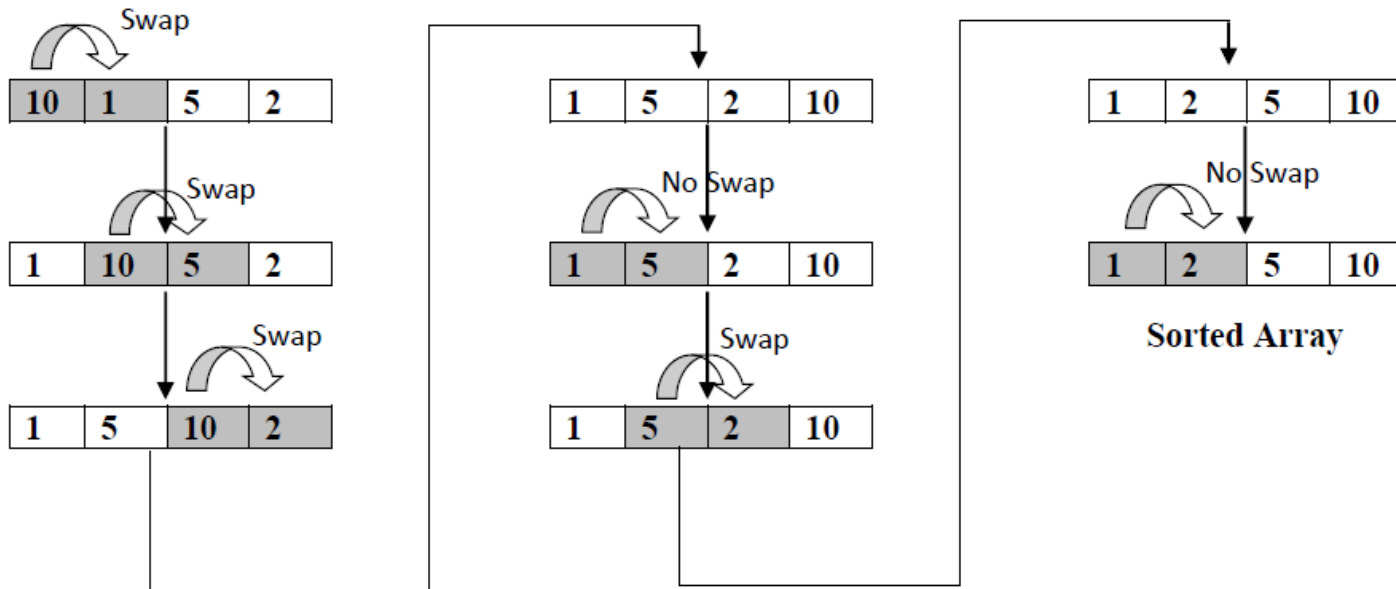 Swap
10 1 5 2
Swap
1 10 5 2
Swap
1 5 10 2
1 5 2 10
No Swap
1 5 2 10
Swap
1 5 2 10
1 2 5 10
No Swap
1 2 5 10
Sorted Array